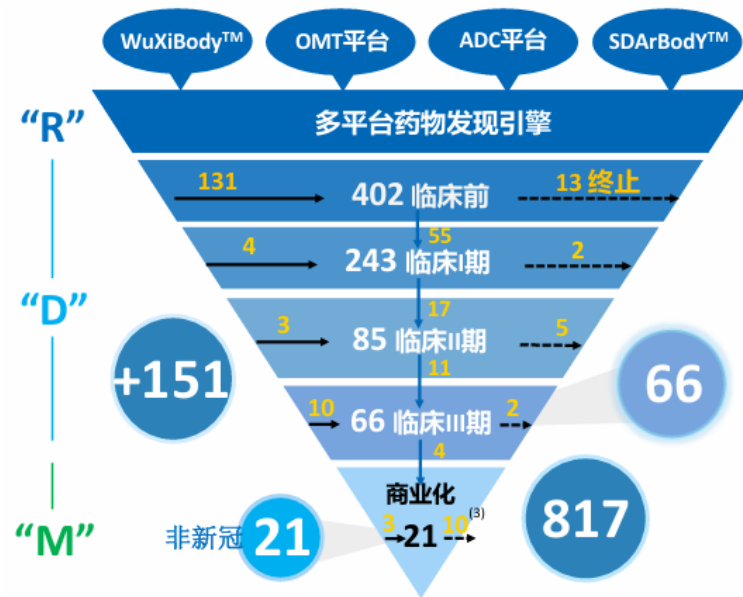 WuXiBody™ OMT平台 ADC平台 SDArBodY™
“R” 多平台药物发现引擎
131 402 临床前 13 终止
55
4 243 临床I期 2
“D”
17
3 85 临床II期 5
+151 11 66
10 66 临床III期 2
4
商业化
“M” 非新冠 21 3 21 10 (3) 817